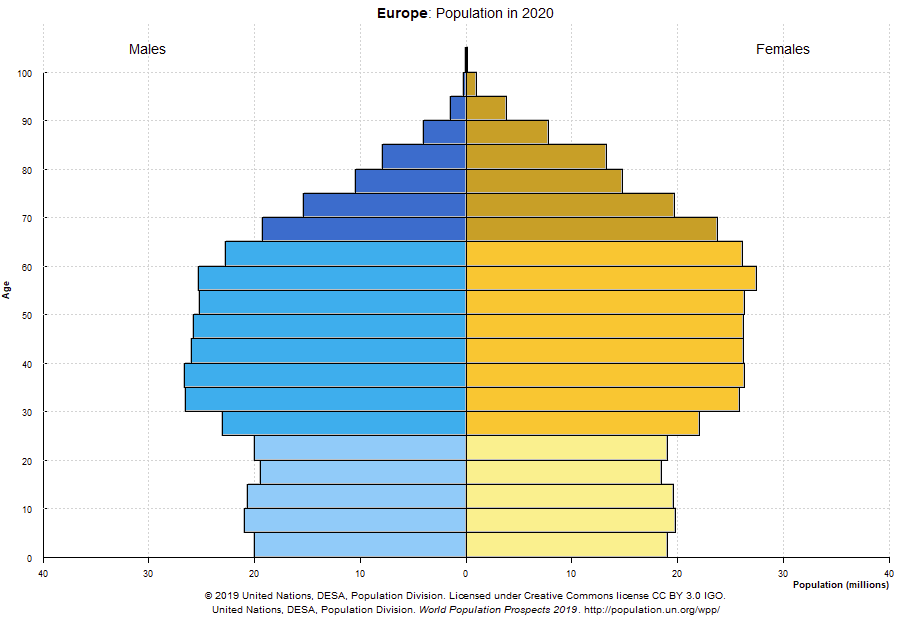 Europe: Population in 2020
Males
Females
100
90
80
70
60
50
40
30
20
10
0
Age
40
30
20
10
0
10
20
30
40
Population (millions)
© 2019 United Nations, DESA, Population Division. Licensed under Creative Commons license CC BY 3.0 IGO.
United Nations, DESA, Population Division. World Population Prospects 2019. http://population.un.org/wpp/